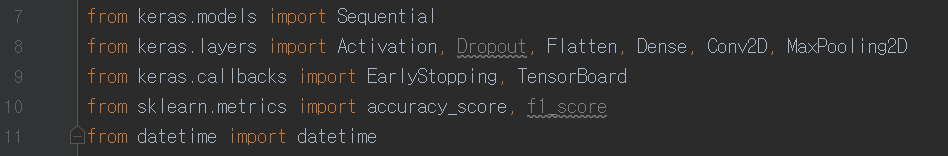 7 from keras.models import Sequential
8 from keras.layers import Activation, Dropout, Flatten, Dense, Conv2D, MaxPooling2D
9 from keras.callbacks import EarlyStopping, TensorBoard
10 from sklearn.metrics import accuracy_score, f1_score
11 from datetime import datetime